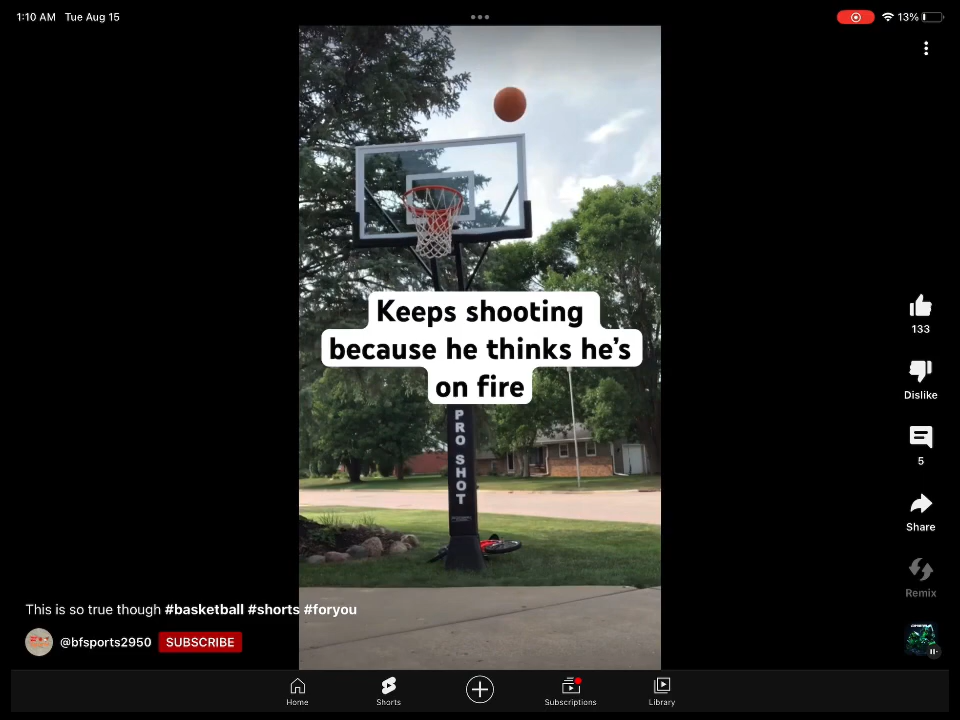 1:10 AM Tue Aug 15
13%
Keeps shooting
because he thinks he's
on fire
PRO SHOT
133
Dislike
5
Share
Remix
This is so true though #basketball #shorts #foryou
@bfsports2950 SUBSCRIBE
Home
Shorts
Subscriptions
Library